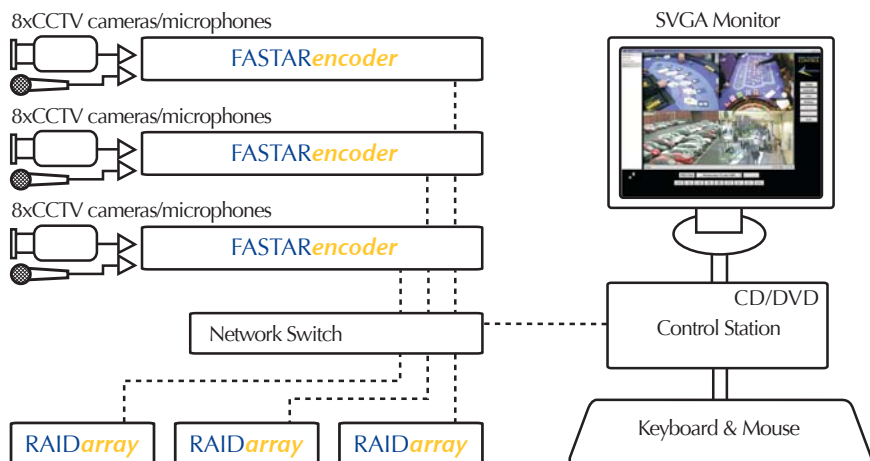 8xCCTV cameras/microphones
FASTARencoder
8xCCTV cameras/microphones
FASTARencoder
8xCCTV cameras/microphones
FASTARencoder
Network Switch
RAIDarray
RAIDarray
RAIDarray
SVGA Monitor
CD/DVD
Control Station
Keyboard & Mouse